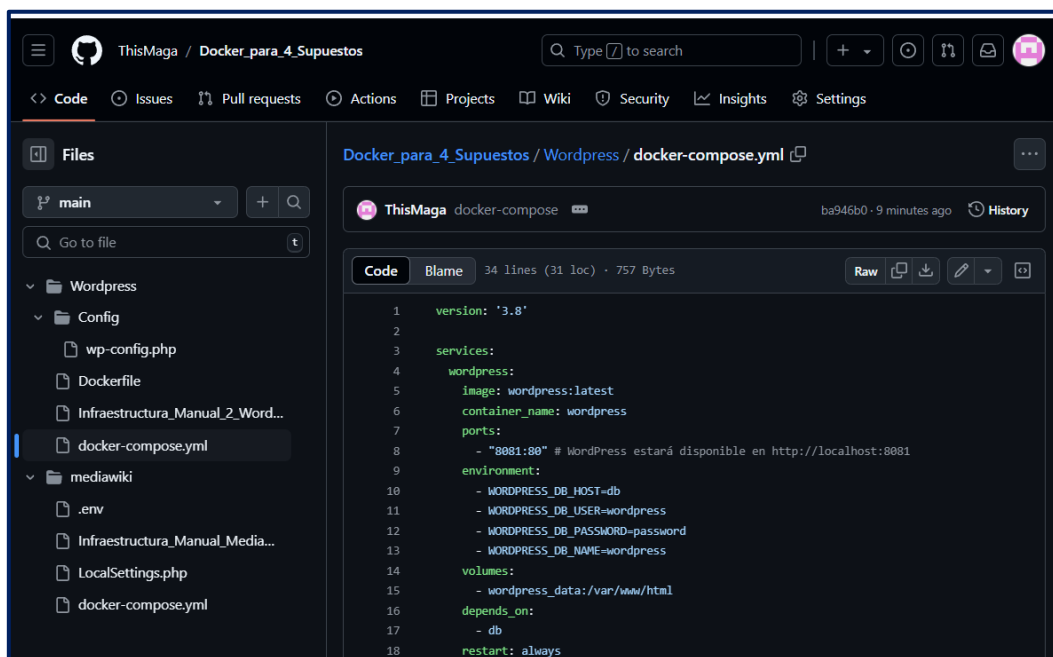 ThisMaga / Docker_para_4_Supuestos
Type / to search
Code Issues Pull requests Actions Projects Wiki Security Insights Settings
Files
main
Go to file t
Wordpress
Config
wp-config.php
Dockerfile
Infraestructura_Manual_2_Word...
docker-compose.yml
mediawiki
.env
Infraestructura_Manual_Media...
LocalSettings.php
docker-compose.yml
Docker_para_4_Supuestos / Wordpress / docker-compose.yml
ThisMaga docker-compose ba946b0 · 9 minutes ago History
Code Blame 34 lines (31 loc) · 757 Bytes Raw
1 version: '3.8'
2
3 services:
4 wordpress:
5 image: wordpress:latest
6 container_name: wordpress
7 ports:
8 - "8081:80" # WordPress estará disponible en http://localhost:8081
9 environment:
10 - WORDPRESS_DB_HOST=db
11 - WORDPRESS_DB_USER=wordpress
12 - WORDPRESS_DB_PASSWORD=password
13 - WORDPRESS_DB_NAME=wordpress
14 volumes:
15 - wordpress_data:/var/www/html
16 depends_on:
17 - db
18 restart: always